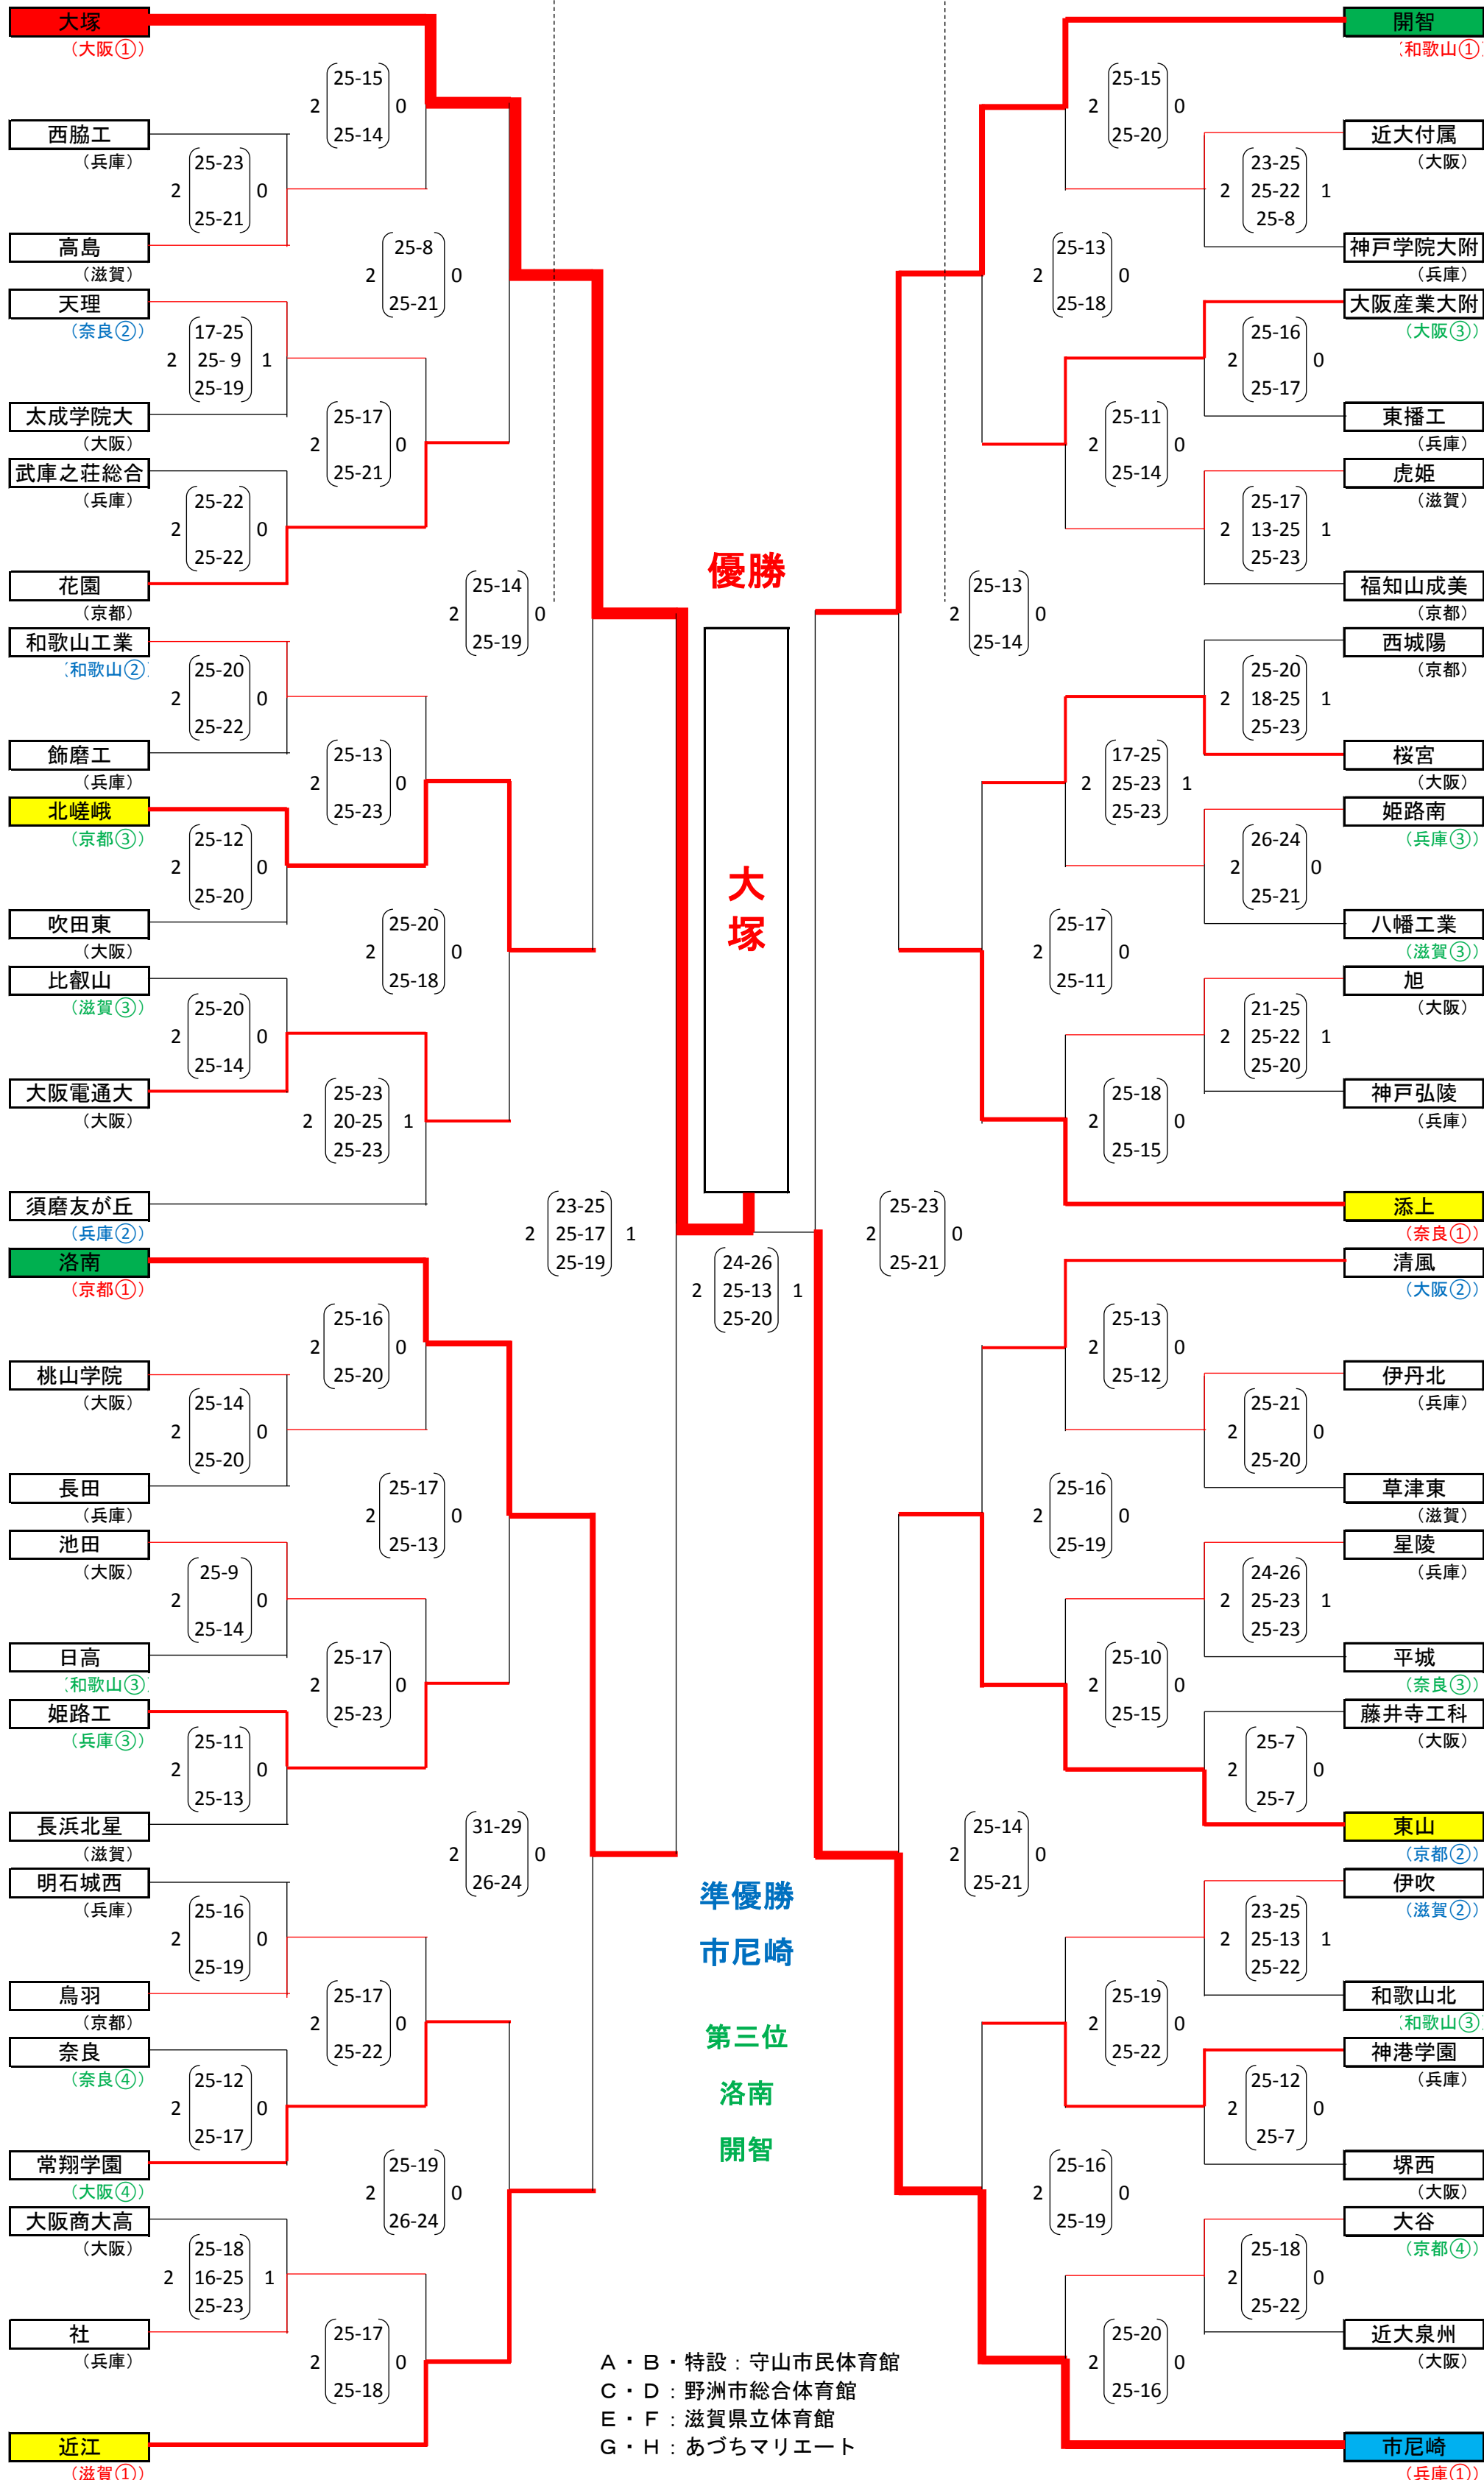 大塚
（大阪①）
25-15
2 0
25-14
西脇工
（兵庫）
25-23
2 0
25-21
高島
（滋賀）
25-8
2 0
25-21
天理
（奈良②）
17-25
2 25- 9 1
25-19
太成学院大
（大阪）
25-17
2 0
25-21
武庫之荘総合
（兵庫）
25-22
2 0
25-22
花園
（京都）
25-14
2 0
25-19
和歌山工業
（和歌山②）
25-20
2 0
25-22
飾磨工
（兵庫）
25-13
2 0
25-23
北嵯峨
（京都③）
25-12
2 0
25-20
吹田東
（大阪）
25-20
2 0
25-18
比叡山
（滋賀③）
25-20
2 0
25-14
大阪電通大
（大阪）
25-23
2 20-25 1
25-23
須磨友が丘
（兵庫②）
23-25
2 25-17 1
25-19
洛南
（京都①）
25-16
2 0
25-20
桃山学院
（大阪）
25-14
2 0
25-20
長田
（兵庫）
25-17
2 0
25-13
池田
（大阪）
25-9
2 0
25-14
日高
（和歌山③）
25-17
2 0
25-23
姫路工
（兵庫③）
25-11
2 0
25-13
長浜北星
（滋賀）
31-29
2 0
26-24
明石城西
（兵庫）
25-16
2 0
25-19
鳥羽
（京都）
25-17
2 0
25-22
奈良
（奈良④）
25-12
2 0
25-17
常翔学園
（大阪④）
25-19
2 0
26-24
大阪商大高
（大阪）
25-18
2 16-25 1
25-23
社
（兵庫）
25-17
2 0
25-18
近江
（滋賀①）
優勝
大
塚
24-26
2 25-13 1
25-20
準優勝
市尼崎
第三位
洛南
開智
A・B・特設：守山市民体育館
C・D：野洲市総合体育館
E・F：滋賀県立体育館
G・H：あづちマリエート
開智
（和歌山①）
25-15
2 0
25-20
近大付属
（大阪）
23-25
2 25-22 1
25-8
神戸学院大附
（兵庫）
25-13
2 0
25-18
大阪産業大附
（大阪③）
25-16
2 0
25-17
東播工
（兵庫）
25-11
2 0
25-14
虎姫
（滋賀）
25-17
2 13-25 1
25-23
福知山成美
（京都）
25-13
2 0
25-14
西城陽
（京都）
25-20
2 18-25 1
25-23
桜宮
（大阪）
17-25
2 25-23 1
25-23
姫路南
（兵庫③）
26-24
2 0
25-21
八幡工業
（滋賀③）
25-17
2 0
25-11
旭
（大阪）
21-25
2 25-22 1
25-20
神戸弘陵
（兵庫）
25-18
2 0
25-15
添上
（奈良①）
25-23
2 0
25-21
清風
（大阪②）
25-13
2 0
25-12
伊丹北
（兵庫）
25-21
2 0
25-20
草津東
（滋賀）
25-16
2 0
25-19
星陵
（兵庫）
24-26
2 25-23 1
25-23
平城
（奈良③）
25-10
2 0
25-15
藤井寺工科
（大阪）
25-7
2 0
25-7
東山
（京都②）
25-14
2 0
25-21
伊吹
（滋賀②）
23-25
2 25-13 1
25-22
和歌山北
（和歌山③）
25-19
2 0
25-22
神港学園
（兵庫）
25-12
2 0
25-7
堺西
（大阪）
25-16
2 0
25-19
大谷
（京都④）
25-18
2 0
25-22
近大泉州
（大阪）
25-20
2 0
25-16
市尼崎
（兵庫①）